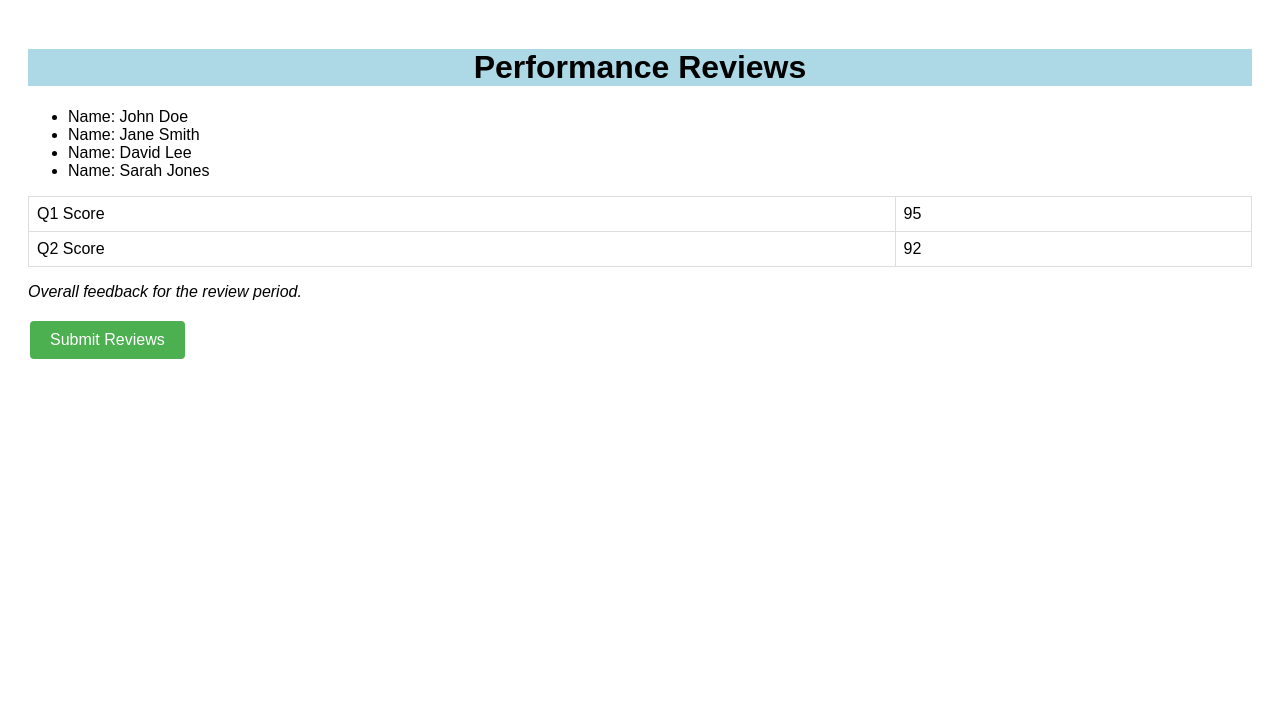 Performance Reviews
Name: John Doe
Name: Jane Smith
Name: David Lee
Name: Sarah Jones
Q1 Score 95
Q2 Score 92
Overall feedback for the review period.
Submit Reviews